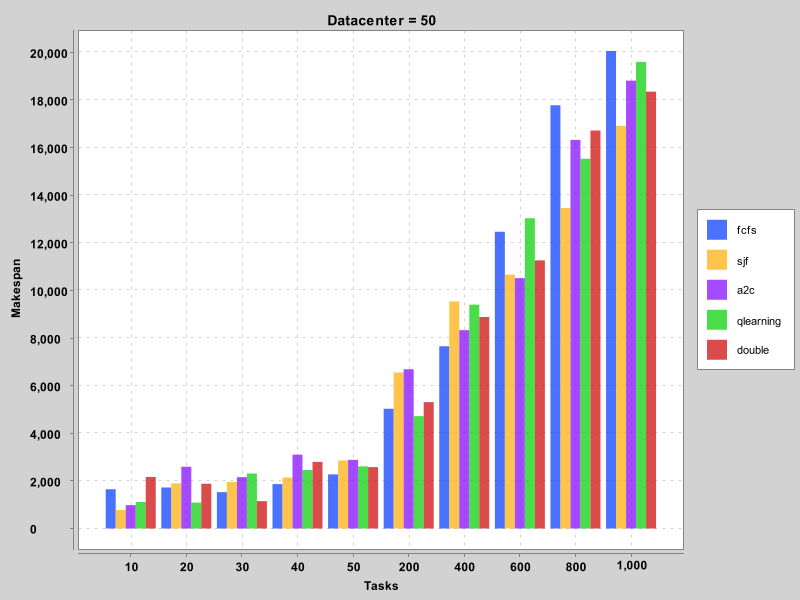 Datacenter = 50
Makespan
20,000
18,000
16,000
14,000
12,000
10,000
8,000
6,000
4,000
2,000
0
10 20 30 40 50 200 400 600 800 1,000
Tasks
fcfs
sjf
a2c
qlearning
double